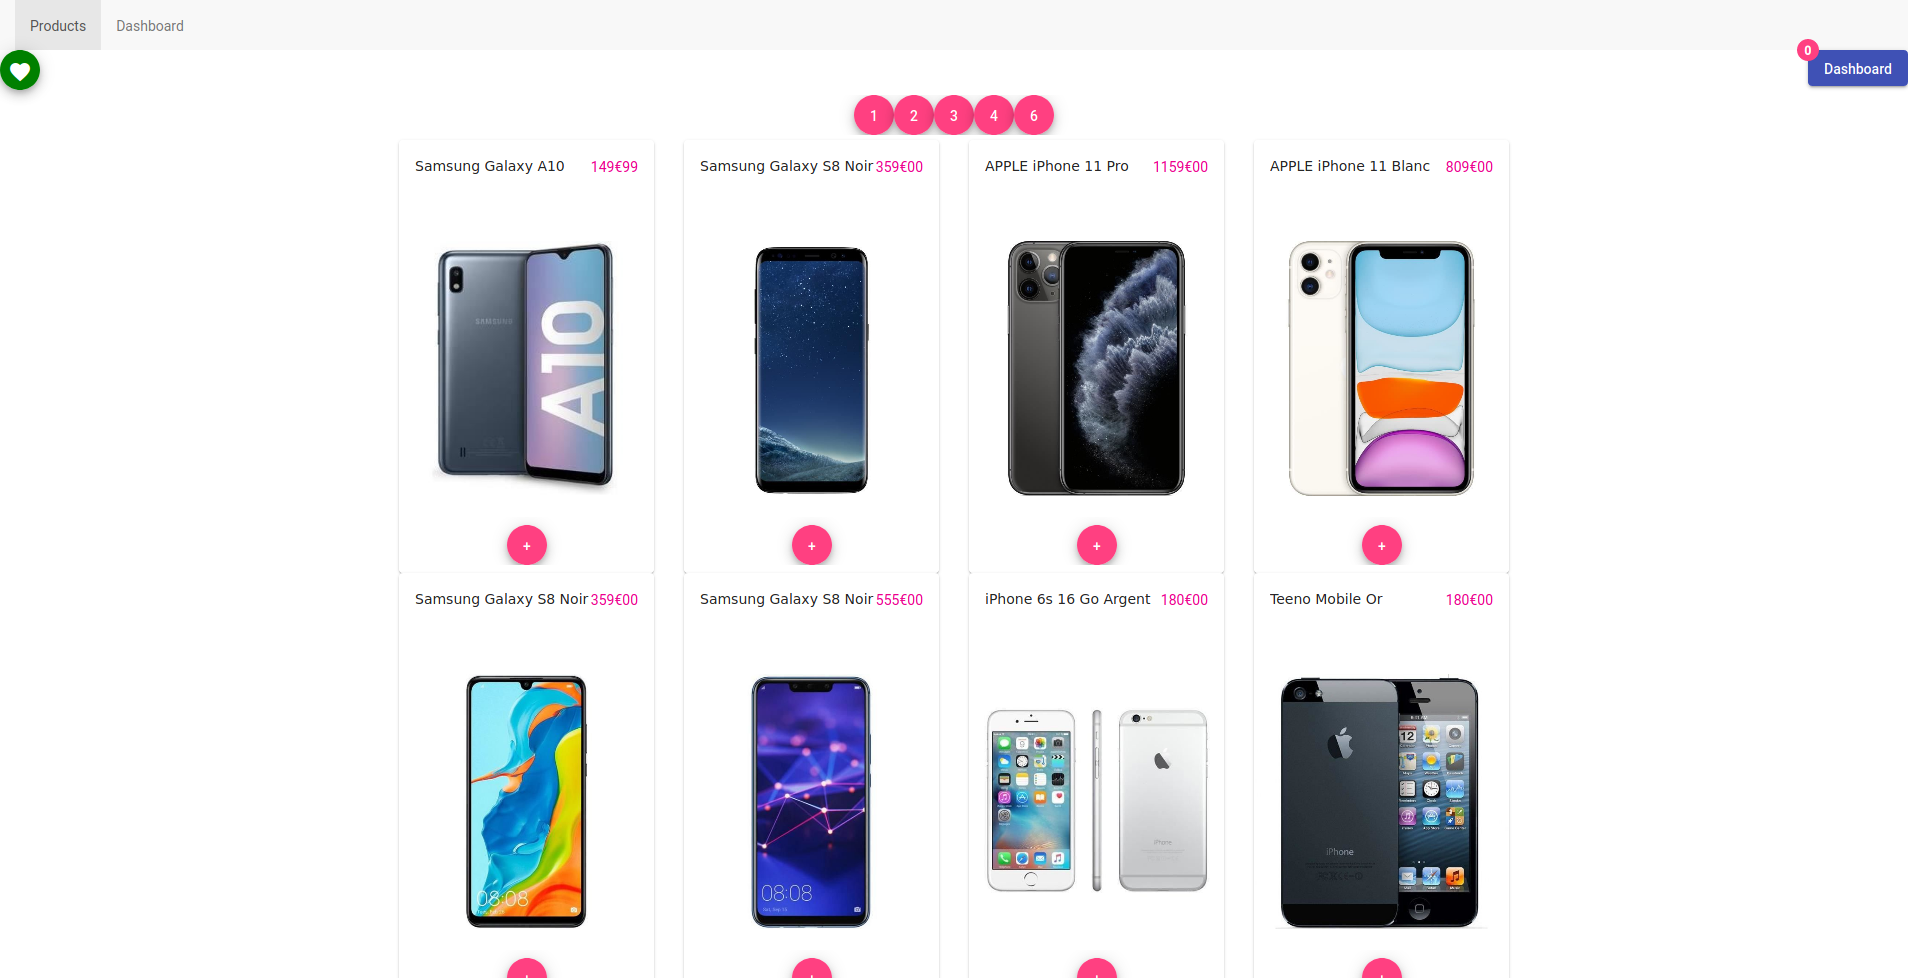 Products Dashboard
0
Dashboard
1 2 3 4 6
Samsung Galaxy A10 149€99
Samsung Galaxy S8 Noir 359€00
APPLE iPhone 11 Pro 1159€00
APPLE iPhone 11 Blanc 809€00
SAMSUNG
A10
+ + + +
Samsung Galaxy S8 Noir 359€00
Samsung Galaxy S8 Noir 555€00
iPhone 6s 16 Go Argent 180€00
Teeno Mobile Or 180€00
08:08
08:08
iPhone
12
iPhone
+ + + +